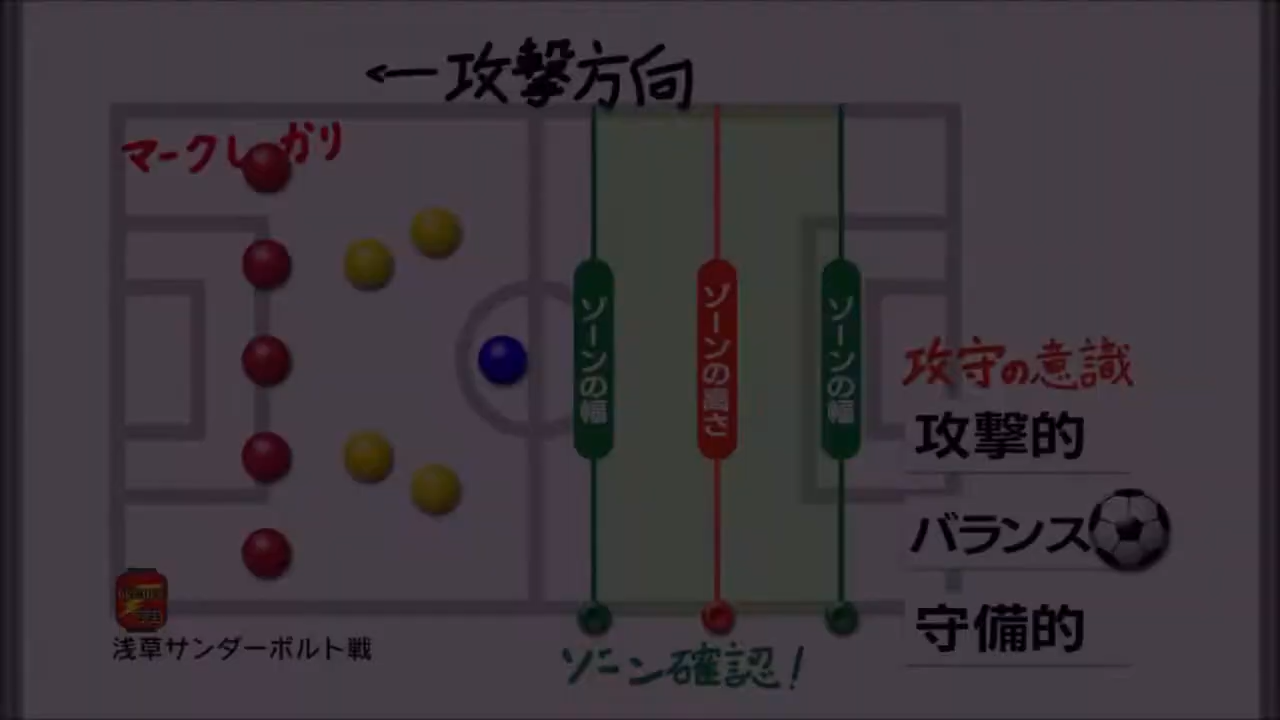 ←攻撃方向
マークしっかり
ゾーンの幅
ゾーンの高さ
ゾーンの幅
攻守の意識
攻撃的
バランス
守備的
浅草サンダーボルト戦
ゾーン確認!